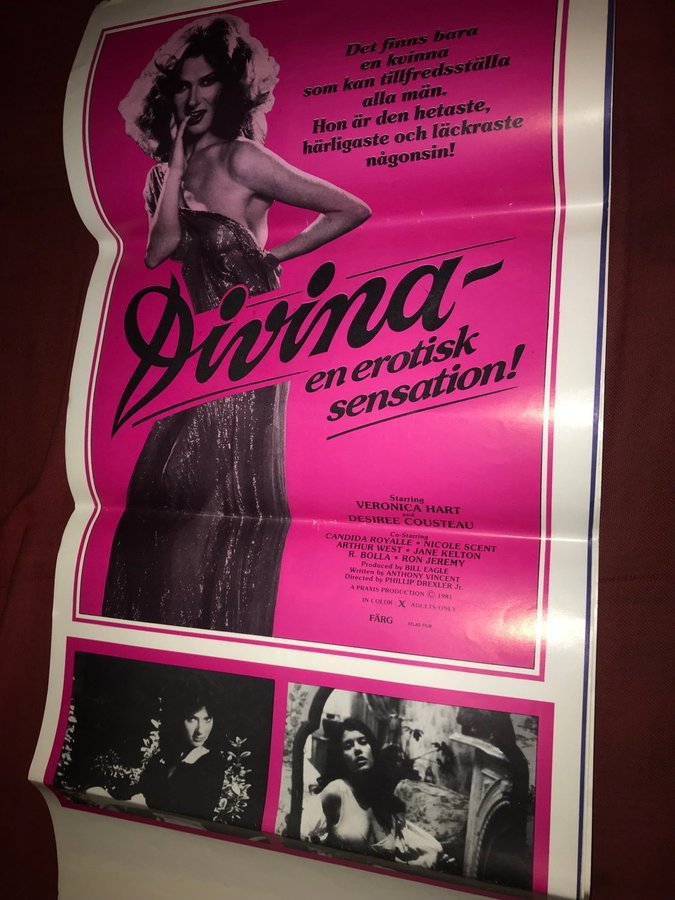 Det finns bara
en kvinna
som kan tillfredsställa
alla män.
Hon är den hetaste,
härligaste och läckraste
någonsin!
Divina-
en erotisk
sensation!
Starring
VERONICA HART
and
DESIREE COUSTEAU
Co-Starring
CANDIDA ROYALLE • NICOLE SCENT
ARTHUR WEST • JANE KELTON
R. BOLLA • RON JEREMY
Produced by BILL EAGLE
Written by ANTHONY VINCENT
Directed by PHILLIP DREXLER Jr.
A PRAXIS PRODUCTION © 1981
IN COLOR X ADULTS ONLY
FÄRG ATLAS FILM